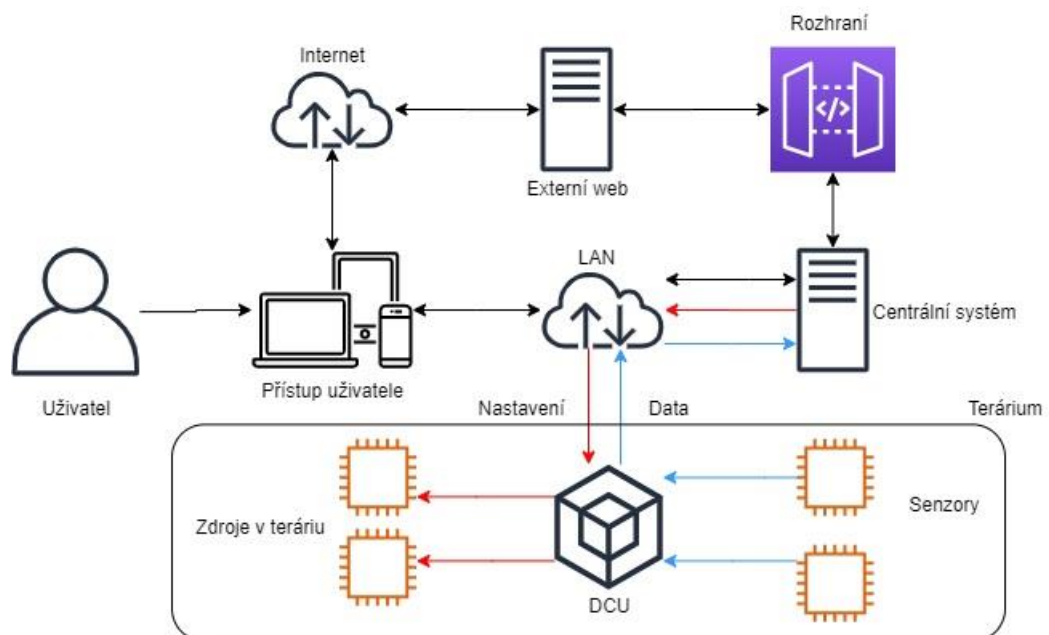 Rozhraní
Internet
</>
Externí web
LAN
Centrální systém
Uživatel
Přístup uživatele
Nastavení
Data
Terárium
Zdroje v teráriu
Senzory
DCU